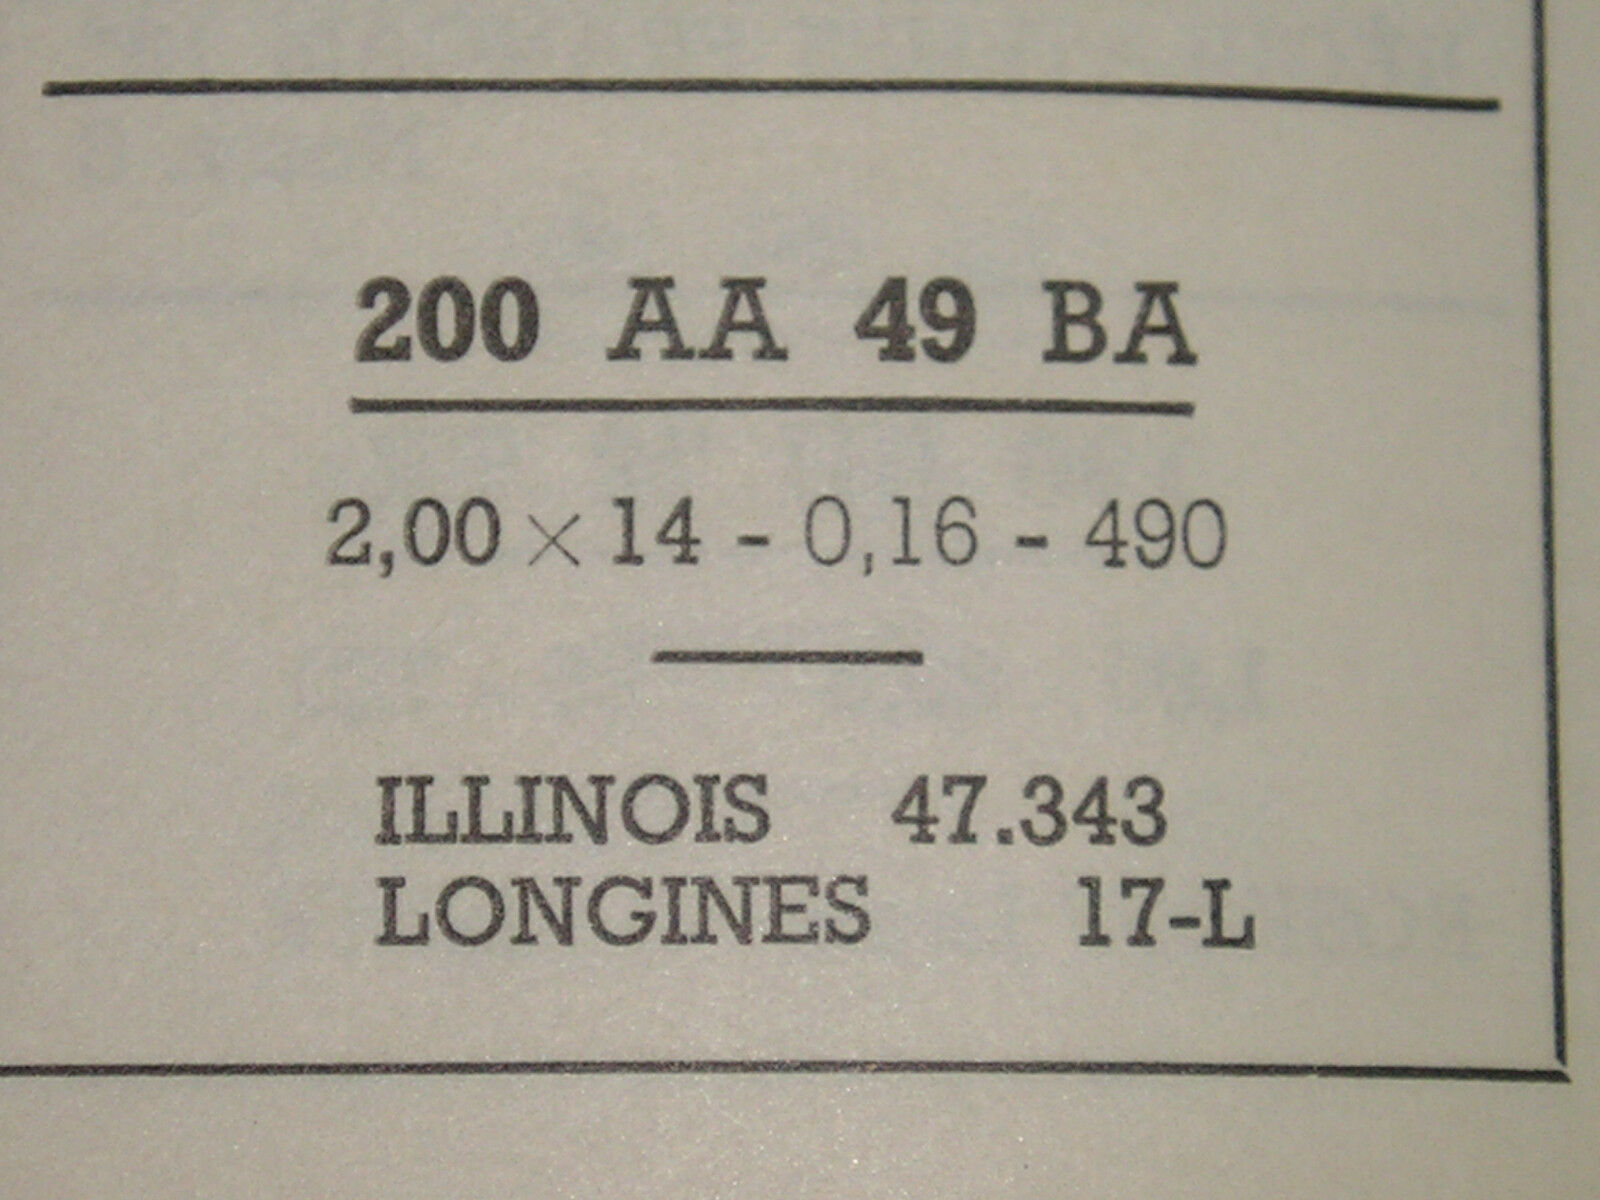 200 AA 49 BA
2,00 × 14 - 0,16 - 490
ILLINOIS 47.343
LONGINES 17-L